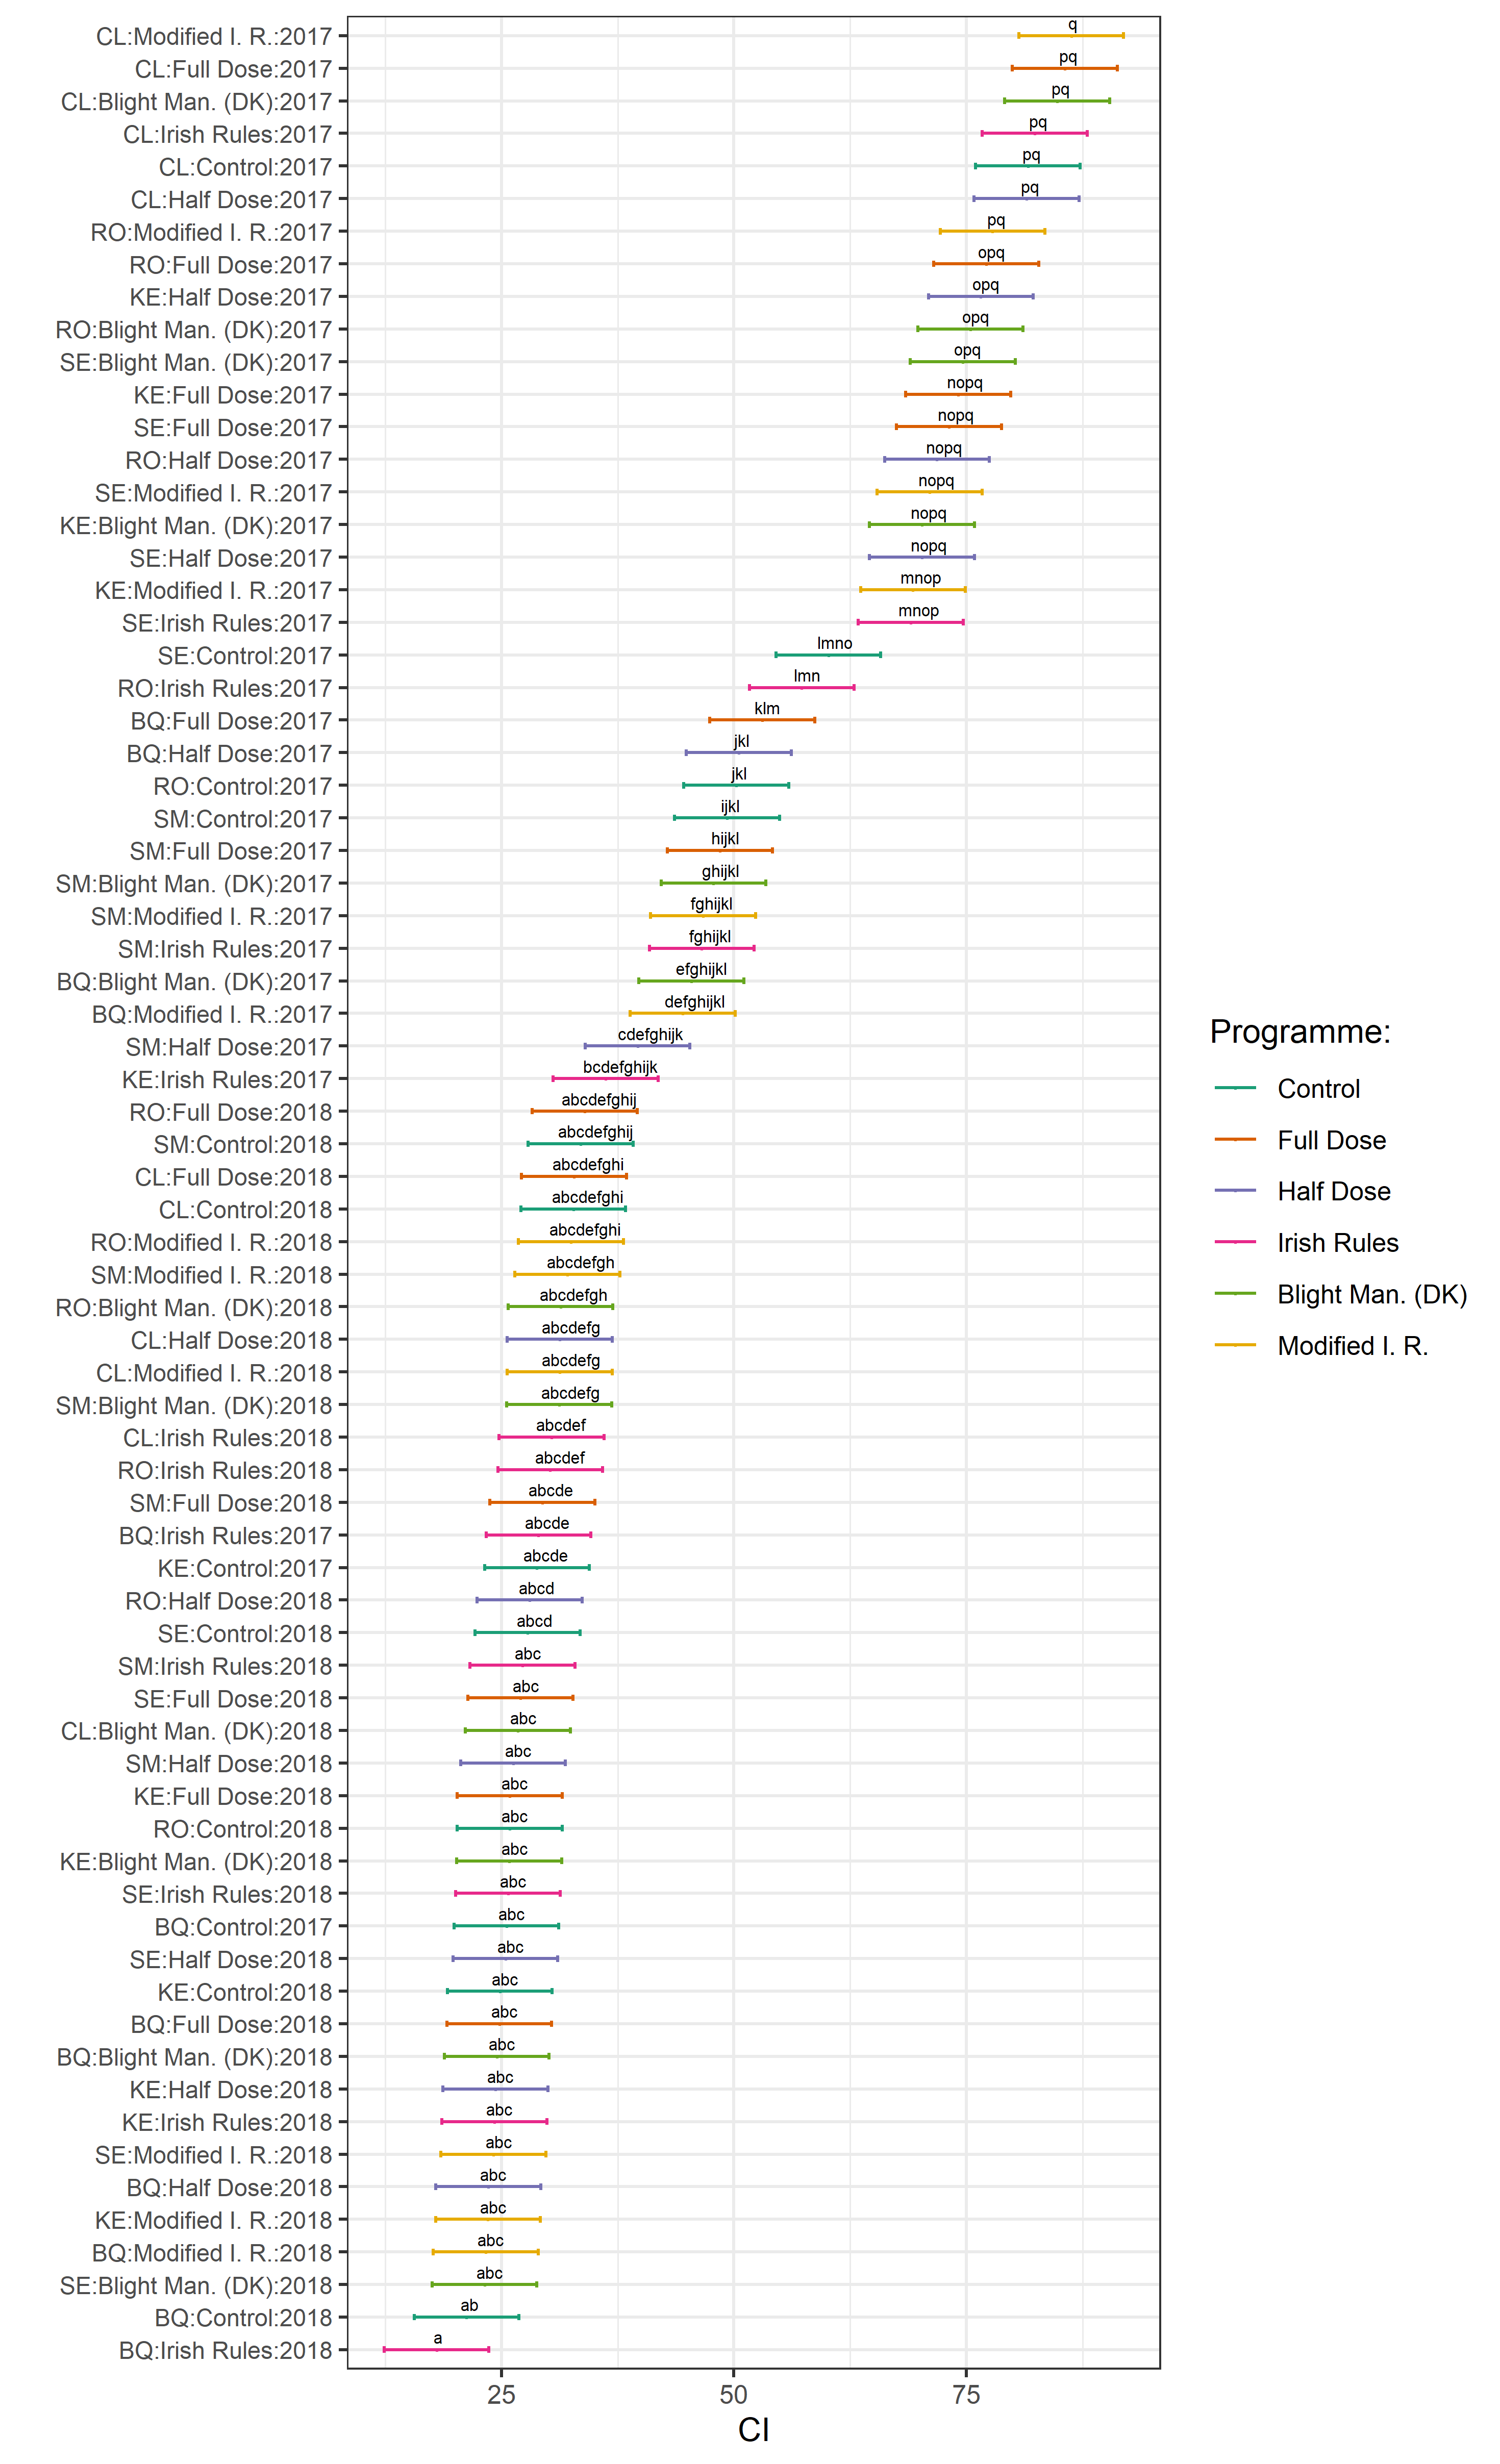 CL:Modified I. R.:2017 q
CL:Full Dose:2017 pq
CL:Blight Man. (DK):2017 pq
CL:Irish Rules:2017 pq
CL:Control:2017 pq
CL:Half Dose:2017 pq
RO:Modified I. R.:2017 pq
RO:Full Dose:2017 opq
KE:Half Dose:2017 opq
RO:Blight Man. (DK):2017 opq
SE:Blight Man. (DK):2017 opq
KE:Full Dose:2017 nopq
SE:Full Dose:2017 nopq
RO:Half Dose:2017 nopq
SE:Modified I. R.:2017 nopq
KE:Blight Man. (DK):2017 nopq
SE:Half Dose:2017 nopq
KE:Modified I. R.:2017 mnop
SE:Irish Rules:2017 mnop
SE:Control:2017 lmno
RO:Irish Rules:2017 lmn
BQ:Full Dose:2017 klm
BQ:Half Dose:2017 jkl
RO:Control:2017 jkl
SM:Control:2017 ijkl
SM:Full Dose:2017 hijkl
SM:Blight Man. (DK):2017 ghijkl
SM:Modified I. R.:2017 fghijkl
SM:Irish Rules:2017 fghijkl
BQ:Blight Man. (DK):2017 efghijkl
BQ:Modified I. R.:2017 defghijkl
SM:Half Dose:2017 cdefghijk
KE:Irish Rules:2017 bcdefghijk
RO:Full Dose:2018 abcdefghij
SM:Control:2018 abcdefghij
CL:Full Dose:2018 abcdefghi
CL:Control:2018 abcdefghi
RO:Modified I. R.:2018 abcdefghi
SM:Modified I. R.:2018 abcdefgh
RO:Blight Man. (DK):2018 abcdefgh
CL:Half Dose:2018 abcdefg
CL:Modified I. R.:2018 abcdefg
SM:Blight Man. (DK):2018 abcdefg
CL:Irish Rules:2018 abcdef
RO:Irish Rules:2018 abcdef
SM:Full Dose:2018 abcde
BQ:Irish Rules:2017 abcde
KE:Control:2017 abcde
RO:Half Dose:2018 abcd
SE:Control:2018 abcd
SM:Irish Rules:2018 abc
SE:Full Dose:2018 abc
CL:Blight Man. (DK):2018 abc
SM:Half Dose:2018 abc
KE:Full Dose:2018 abc
RO:Control:2018 abc
KE:Blight Man. (DK):2018 abc
SE:Irish Rules:2018 abc
BQ:Control:2017 abc
SE:Half Dose:2018 abc
KE:Control:2018 abc
BQ:Full Dose:2018 abc
BQ:Blight Man. (DK):2018 abc
KE:Half Dose:2018 abc
KE:Irish Rules:2018 abc
SE:Modified I. R.:2018 abc
BQ:Half Dose:2018 abc
KE:Modified I. R.:2018 abc
BQ:Modified I. R.:2018 abc
SE:Blight Man. (DK):2018 abc
BQ:Control:2018 ab
BQ:Irish Rules:2018 a
25 50 75
CI
Programme:
Control
Full Dose
Half Dose
Irish Rules
Blight Man. (DK)
Modified I. R.